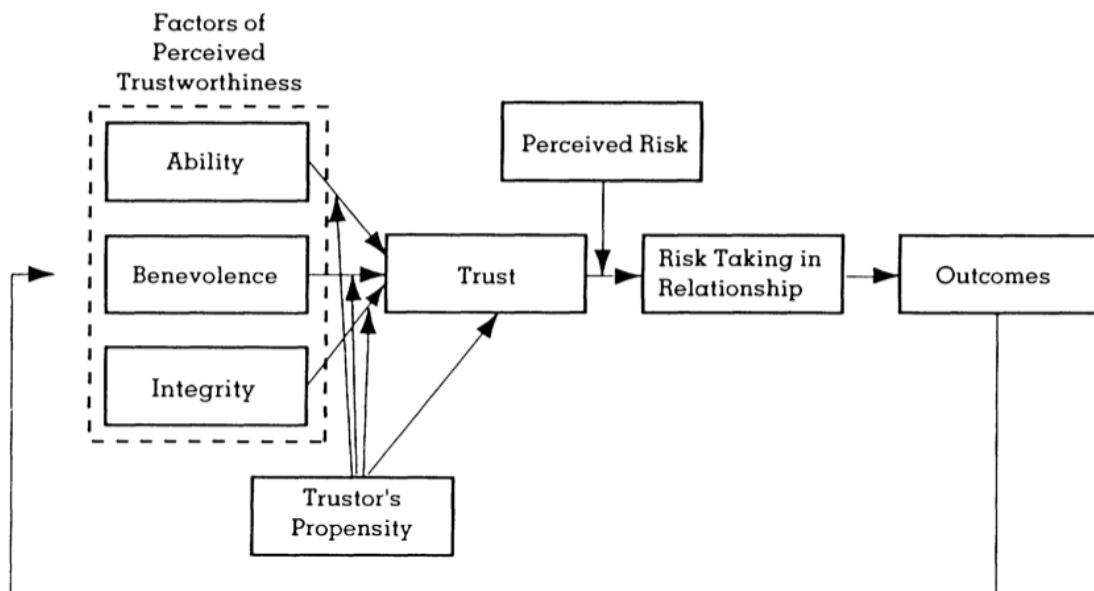 Factors of
Perceived
Trustworthiness
Ability
Benevolence
Integrity
Trustor's
Propensity
Trust
Perceived Risk
Risk Taking in
Relationship
Outcomes